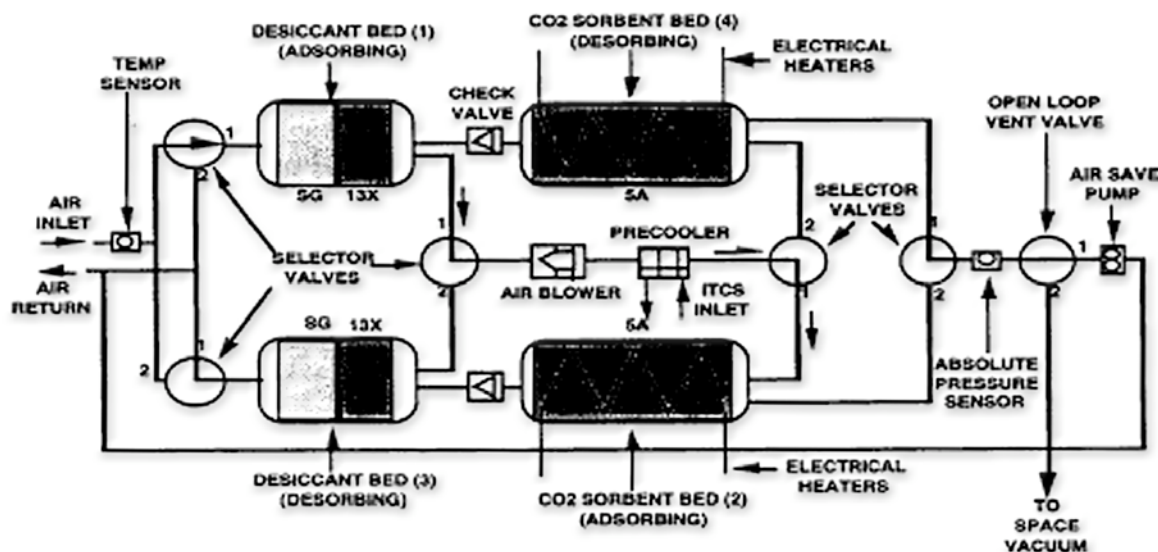 DESICCANT BED (1)
(ADSORBING)
CO2 SORBENT BED (4)
(DESORBING)
ELECTRICAL
HEATERS
TEMP
SENSOR
CHECK
VALVE
OPEN LOOP
VENT VALVE
AIR SAVE
PUMP
1
2
SG 13X
5A
1
2
1
AIR
INLET
SELECTOR
VALVES
PRECOOLER
SELECTOR
VALVES
1
AIR
RETURN
2
AIR BLOWER
ITCS
INLET
1
2
2
SG 13X
5A
1
2
ABSOLUTE
PRESSURE
SENSOR
DESICCANT BED (3)
(DESORBING)
CO2 SORBENT BED (2)
(ADSORBING)
ELECTRICAL
HEATERS
TO
SPACE
VACUUM